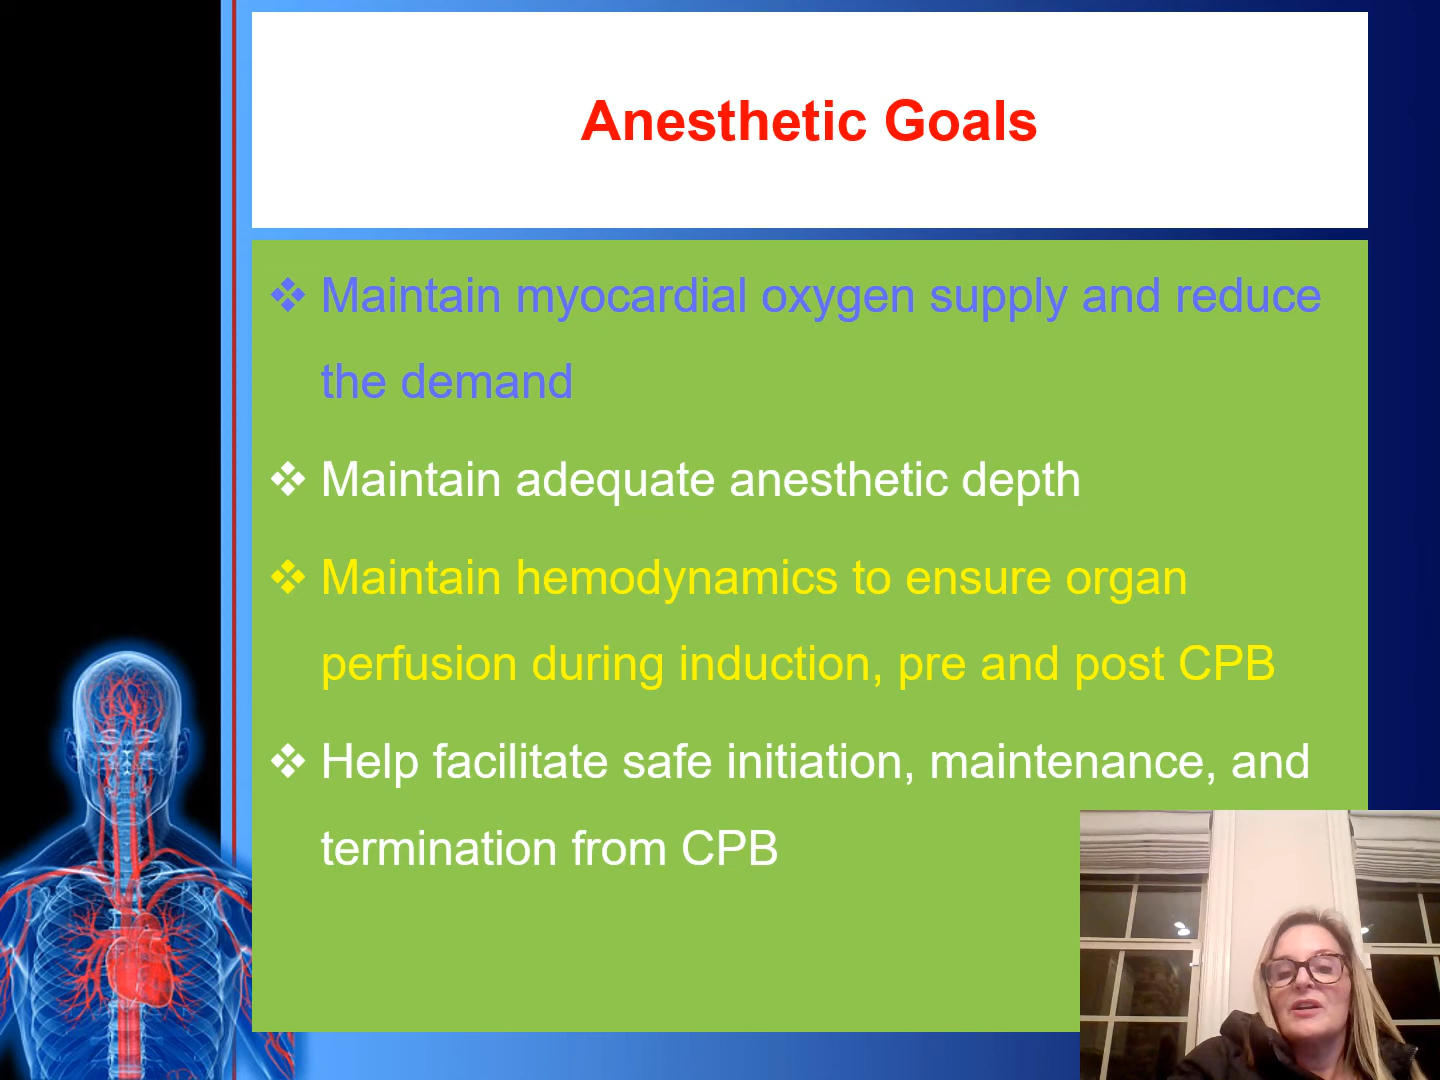 Anesthetic Goals
❖ Maintain myocardial oxygen supply and reduce
the demand
❖ Maintain adequate anesthetic depth
❖ Maintain hemodynamics to ensure organ
perfusion during induction, pre and post CPB
❖ Help facilitate safe initiation, maintenance, and
termination from CPB